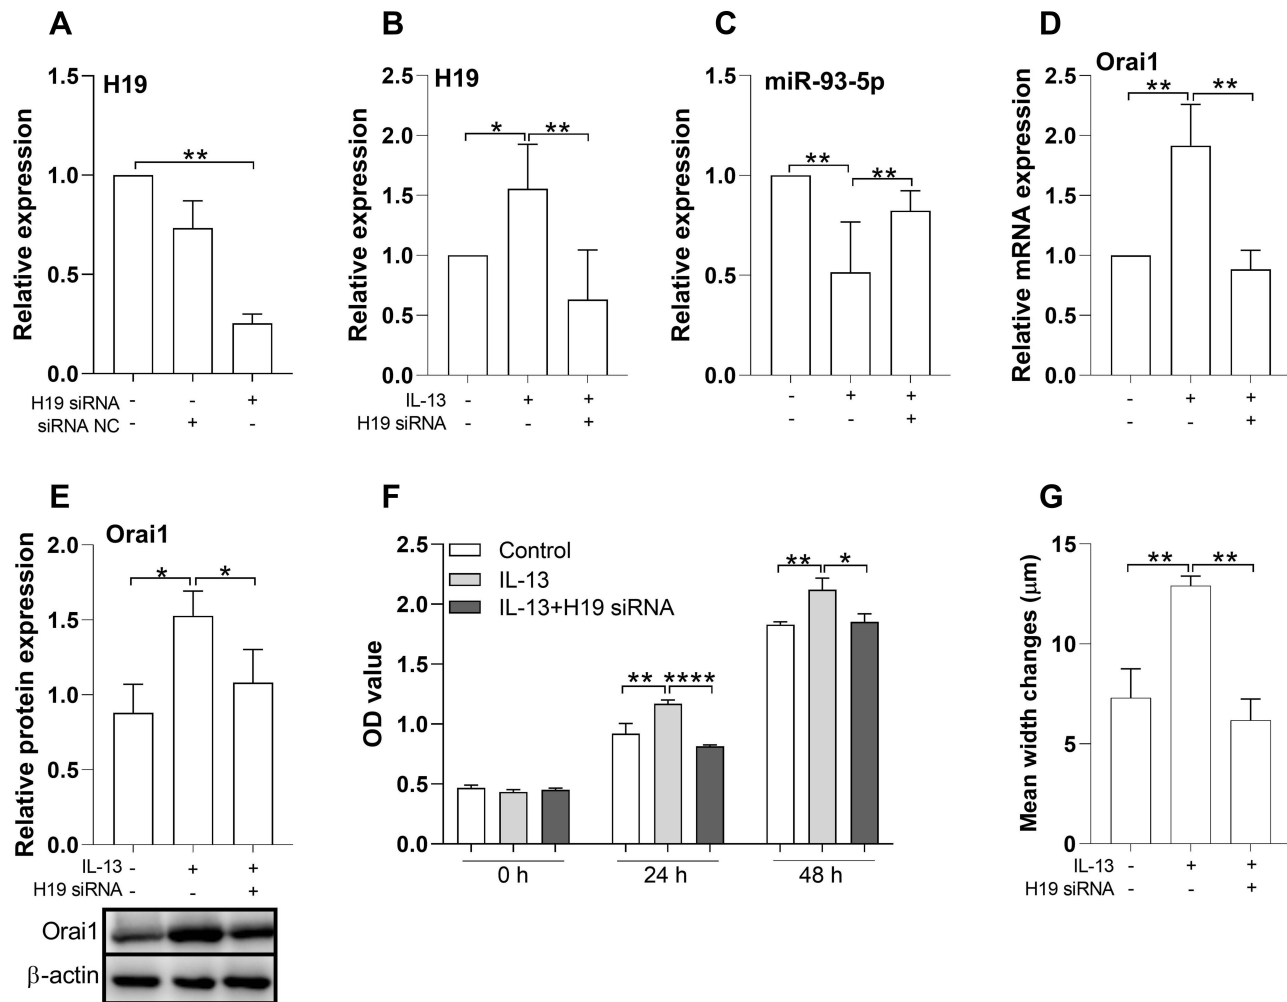 A
H19
Relative expression
1.5
1.0
0.5
0.0
**
H19 siRNA - - +
siRNA NC - + -
B
H19
Relative expression
2.5
2.0
1.5
1.0
0.5
0.0
* **
IL-13 - + +
H19 siRNA - - +
C
miR-93-5p
Relative expression
1.5
1.0
0.5
0.0
** **
- + +
- - +
D
Orai1
Relative mRNA expression
2.5
2.0
1.5
1.0
0.5
0.0
** **
- + +
- - +
E
Orai1
Relative protein expression
2.0
1.5
1.0
0.5
0.0
* *
IL-13 - + +
H19 siRNA - - +
Orai1
β-actin
F
OD value
2.5
2.0
1.5
1.0
0.5
0.0
Control
IL-13
IL-13+H19 siRNA
** ****
** *
0 h 24 h 48 h
G
Mean width changes (μm)
15
10
5
0
** **
IL-13 - + +
H19 siRNA - - +